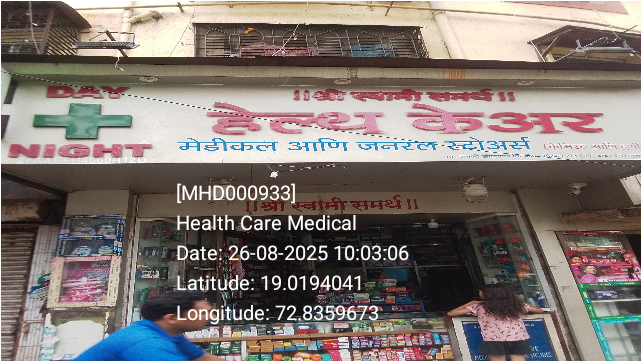 DAY
NIGHT
||श्री स्वामी समर्थ ||
हेल्थ केअर
मेडीकल आणि जनरल स्टोअर्स
||श्री स्वामी समर्थ ||
[MHD000933]
Health Care Medical
Date: 26-08-2025 10:03:06
Latitude: 19.0194041
Longitude: 72.8359673